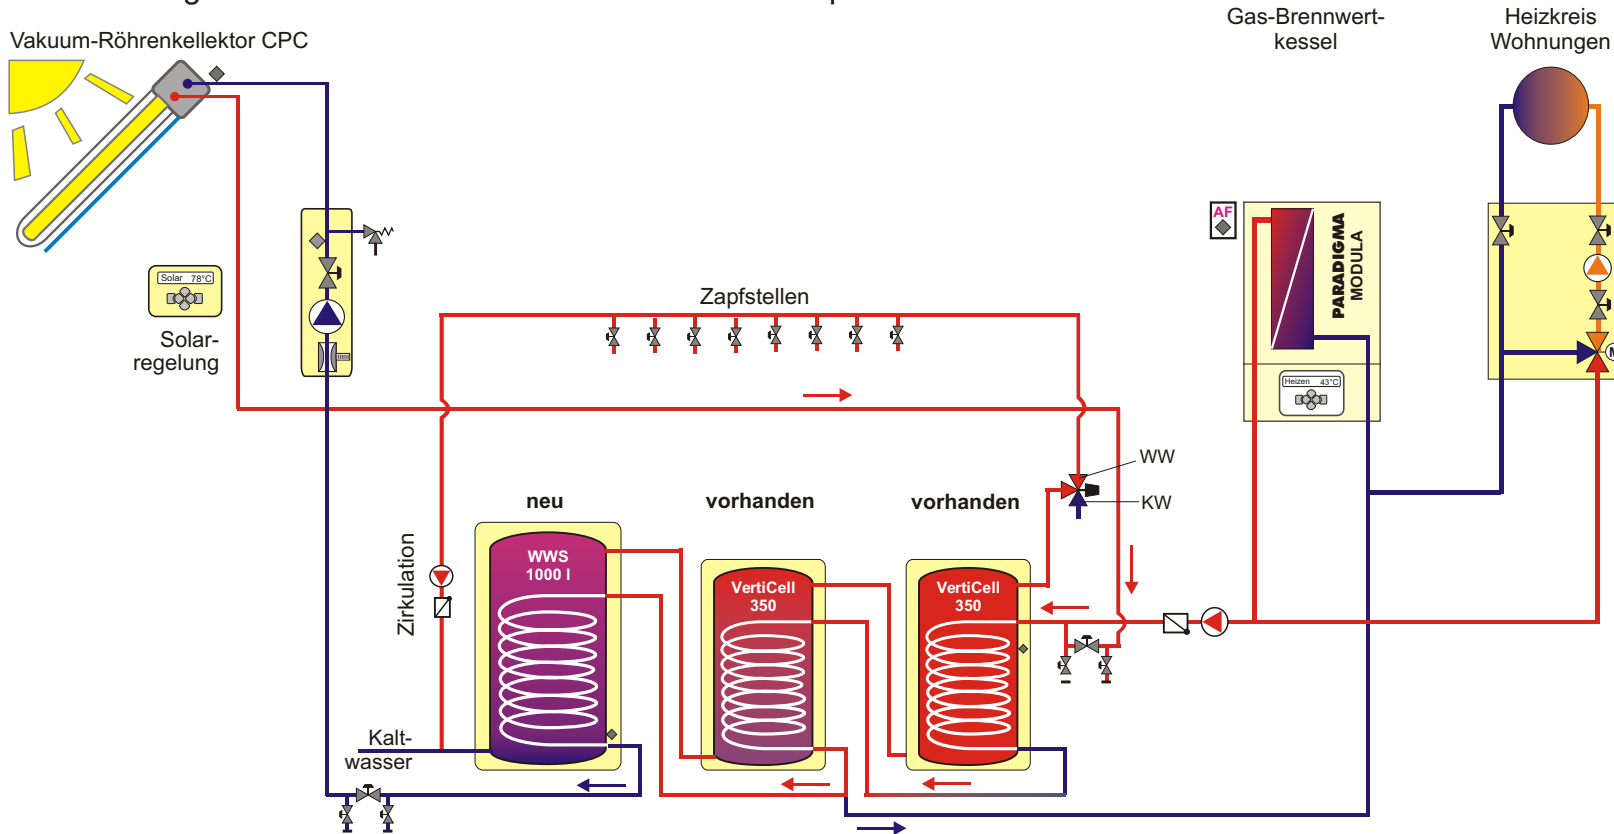 Gas-Brennwert-
kessel
Heizkreis
Wohnungen
Vakuum-Röhrenkellektor CPC
AF
PARADIGMA
MODULA
Solar 78°C
Solar-
regelung
Zapfstellen
Heizen 43°C
M
WW
KW
neu
vorhanden
vorhanden
Zirkulation
WWS
1000 l
VertiCell
350
VertiCell
350
Kalt-
wasser